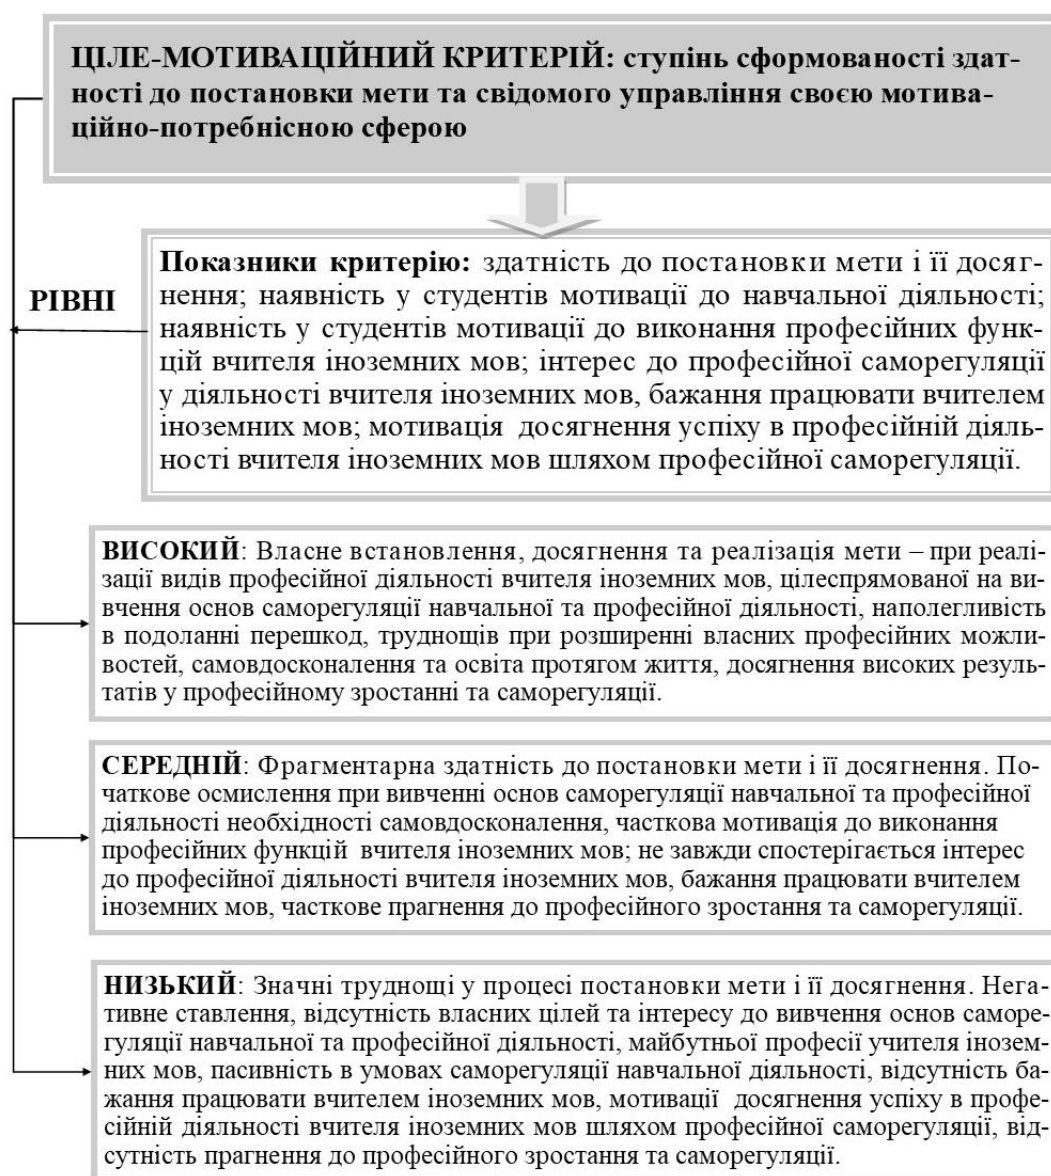 ЦІЛЕ-МОТИВАЦІЙНИЙ КРИТЕРІЙ: ступінь сформованості здат-
ності до постановки мети та свідомого управління своєю мотива-
ційно-потребнісною сферою
Показники критерію: здатність до постановки мети і її досяг-
нення; наявність у студентів мотивації до навчальної діяльності;
наявність у студентів мотивації до виконання професійних функ-
цій вчителя іноземних мов; інтерес до професійної саморегуляції
у діяльності вчителя іноземних мов, бажання працювати вчителем
іноземних мов; мотивація досягнення успіху в професійній діяль-
ності вчителя іноземних мов шляхом професійної саморегуляції.
РІВНІ
ВИСОКИЙ: Власне встановлення, досягнення та реалізація мети – при реалі-
зації видів професійної діяльності вчителя іноземних мов, цілеспрямованої на ви-
вчення основ саморегуляції навчальної та професійної діяльності, наполегливість
в подоланні перешкод, труднощів при розширенні власних професійних можли-
востей, самовдосконалення та освіта протягом життя, досягнення високих резуль-
татів у професійному зростанні та саморегуляції.
СЕРЕДНІЙ: Фрагментарна здатність до постановки мети і її досягнення. По-
чаткове осмислення при вивченні основ саморегуляції навчальної та професійної
діяльності необхідності самовдосконалення, часткова мотивація до виконання
професійних функцій вчителя іноземних мов; не завжди спостерігається інтерес
до професійної діяльності вчителя іноземних мов, бажання працювати вчителем
іноземних мов, часткове прагнення до професійного зростання та саморегуляції.
НИЗЬКИЙ: Значні труднощі у процесі постановки мети і її досягнення. Нега-
тивне ставлення, відсутність власних цілей та інтересу до вивчення основ саморе-
гуляції навчальної та професійної діяльності, майбутньої професії учителя інозем-
них мов, пасивність в умовах саморегуляції навчальної діяльності, відсутність ба-
жання працювати вчителем іноземних мов, мотивації досягнення успіху в профе-
сійній діяльності вчителя іноземних мов шляхом професійної саморегуляції, від-
сутність прагнення до професійного зростання та саморегуляції.